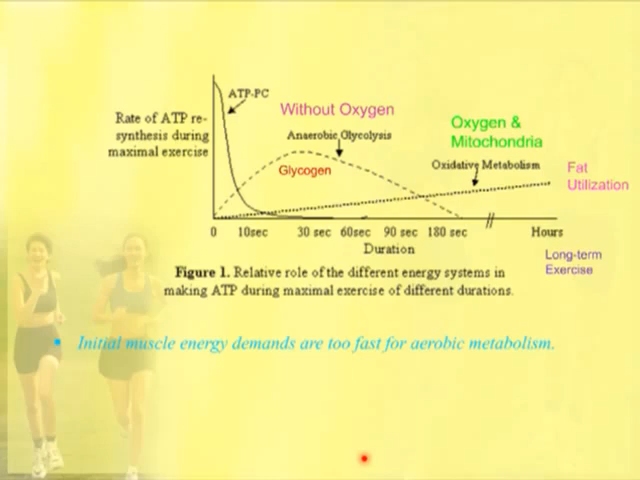 ATP-PC
Without Oxygen
Rate of ATP re-
synthesis during
maximal exercise
Anaerobic Glycolysis
Oxygen &
Mitochondria
Glycogen
Oxidative Metabolism
Fat
Utilization
0 10sec 30 sec 60sec 90 sec 180 sec Hours
Duration
Long-term
Exercise
Figure 1. Relative role of the different energy systems in
making ATP during maximal exercise of different durations.
• Initial muscle energy demands are too fast for aerobic metabolism.